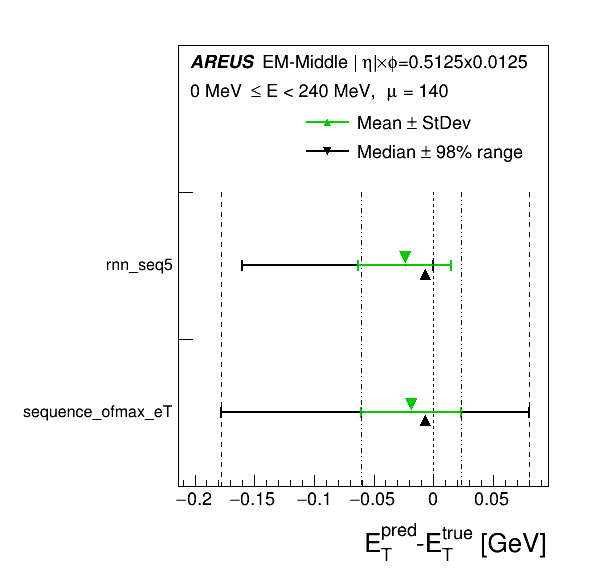 AREUS EM-Middle | η|×ϕ=0.5125x0.0125
0 MeV ≤ E < 240 MeV, μ = 140
Mean ± StDev
Median ± 98% range
rnn_seq5
sequence_ofmax_eT
−0.2 −0.15 −0.1 −0.05 0 0.05
E_T^pred-E_T^true [GeV]